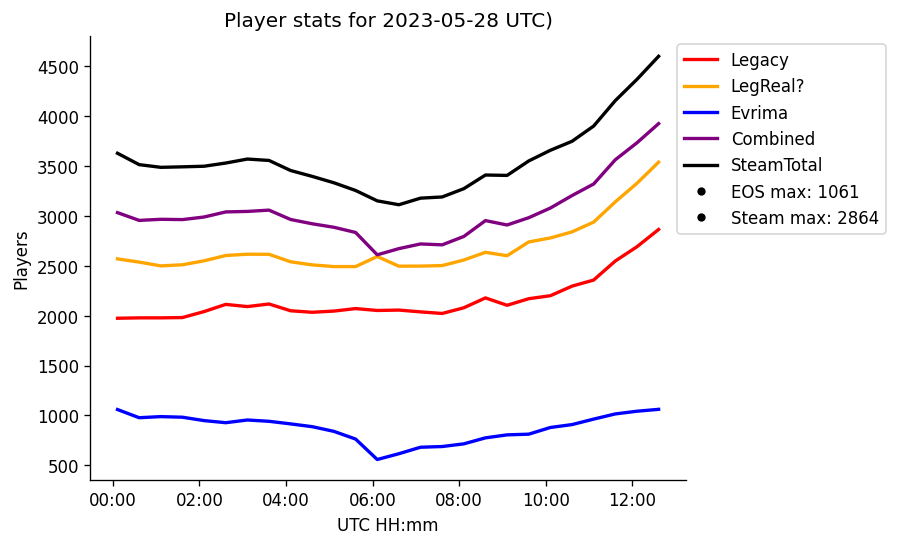 Player stats for 2023-05-28 UTC)
Players
4500
4000
3500
3000
2500
2000
1500
1000
500
00:00 02:00 04:00 06:00 08:00 10:00 12:00
UTC HH:mm
Legacy
LegReal?
Evrima
Combined
SteamTotal
EOS max: 1061
Steam max: 2864